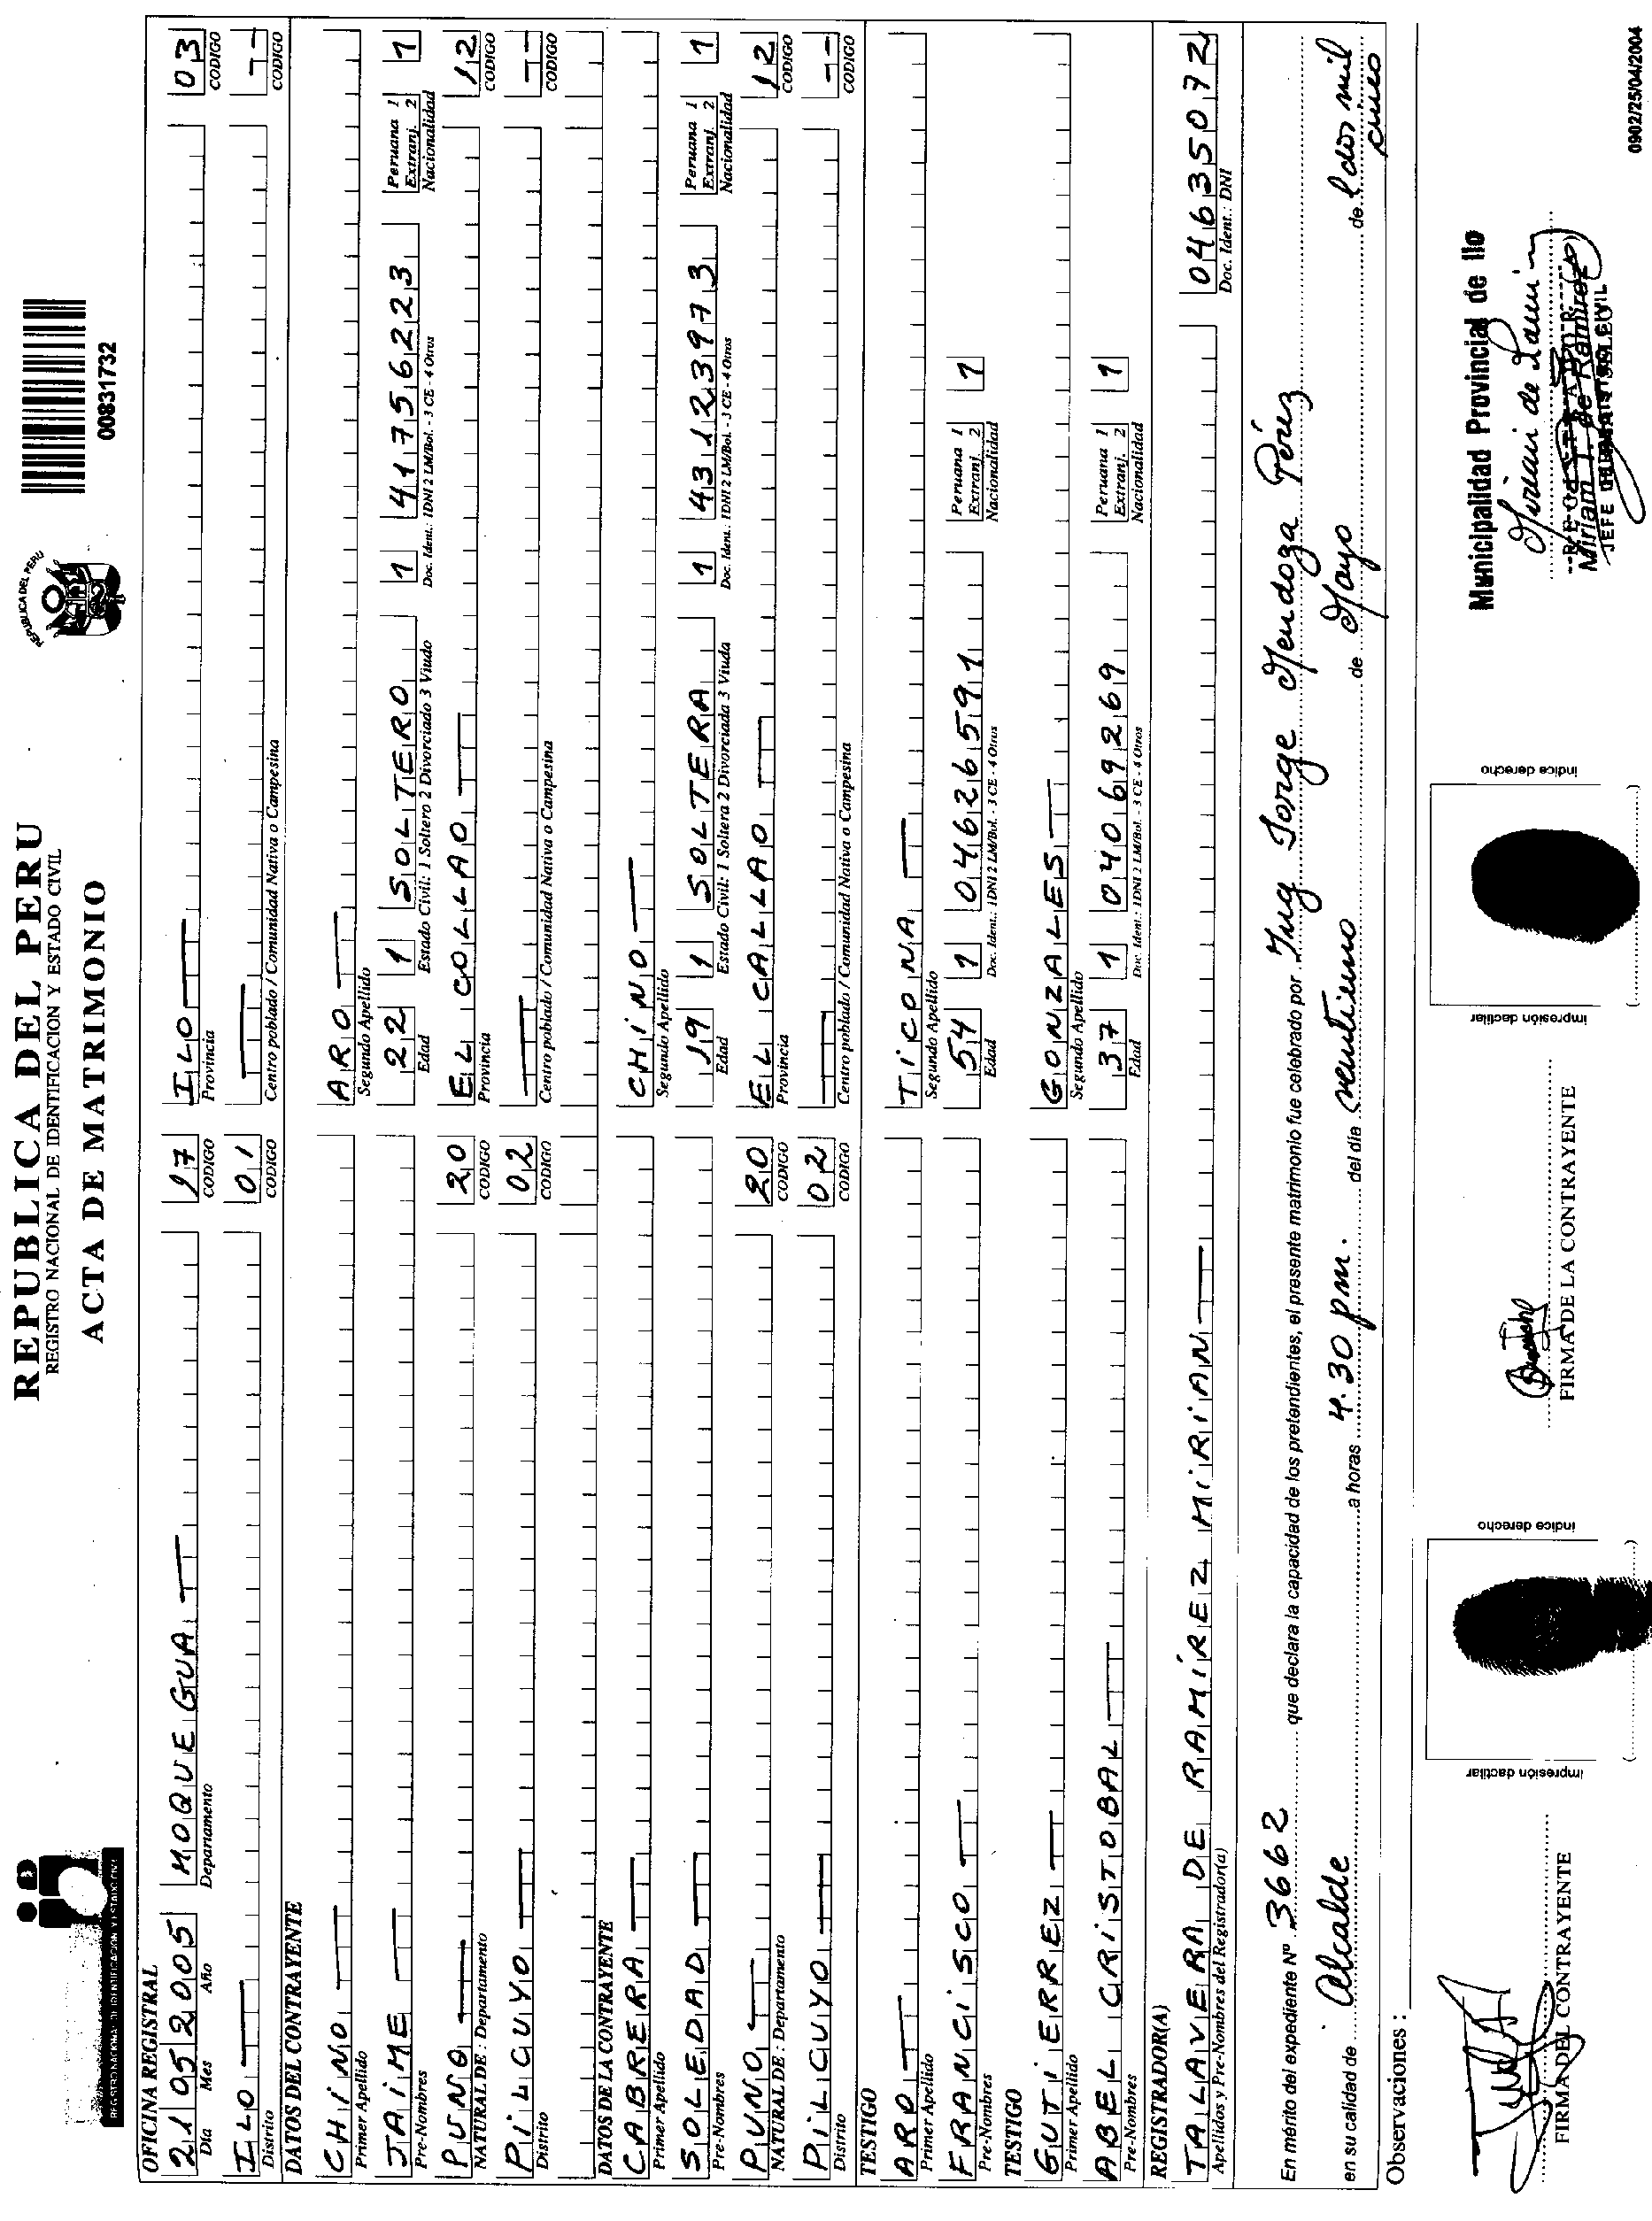 REPUBLICA DEL PERU
REGISTRO NACIONAL DE IDENTIFICACION Y ESTADO CIVIL
ACTA DE MATRIMONIO
REPUBLICA DEL PERU
00831732
OFICINA REGISTRAL
21 05 2005 MOQUEGUA 17 ILO 03
Día Mes Año Departamento CODIGO Provincia CODIGO
ILO 01
Distrito CODIGO Centro poblado / Comunidad Nativa o Campesina CODIGO
DATOS DEL CONTRAYENTE
CHINO ARO
Primer Apellido Segundo Apellido
JAIME 22 1 SOLTERO 1 41756223 Peruana 1 Extranj. 2 1
Pre-Nombres Edad Estado Civil: 1 Soltero 2 Divorciado 3 Viudo Doc. Ident.: 1DNI 2 LM/Bol. - 3 CE - 4 Otros Nacionalidad
PUNO 20 EL COLLAO 12
NATURAL DE : Departamento CODIGO Provincia CODIGO
PILCUYO 02
Distrito CODIGO Centro poblado / Comunidad Nativa o Campesina CODIGO
DATOS DE LA CONTRAYENTE
CABRERA CHINO
Primer Apellido Segundo Apellido
SOLEDAD 19 1 SOLTERA 1 43123973 Peruana 1 Extranj. 2 1
Pre-Nombres Edad Estado Civil: 1 Soltera 2 Divorciada 3 Viuda Doc. Ident.: 1DNI 2 LM/Bol. - 3 CE - 4 Otros Nacionalidad
PUNO 20 EL CALLAO 12
NATURAL DE : Departamento CODIGO Provincia CODIGO
PILCUYO 02
Distrito CODIGO Centro poblado / Comunidad Nativa o Campesina CODIGO
TESTIGO
ARO TICONA
Primer Apellido Segundo Apellido
FRANCISCO 54 1 04626591 Peruana 1 Extranj. 2 1
Pre-Nombres Edad Doc. Ident.: 1DNI 2 LM/Bol. - 3 CE - 4 Otros Nacionalidad
TESTIGO
GUTIERREZ GONZALES
Primer Apellido Segundo Apellido
ABEL CRISTOBAL 37 1 04069269 Peruana 1 Extranj. 2 1
Pre-Nombres Edad Doc. Ident.: 1DNI 2 LM/Bol. - 3 CE - 4 Otros Nacionalidad
REGISTRADOR(A)
TALAVERA DE RAMIREZ MIRIAN 04635072
Apellidos y Pre-Nombres del Registrador(a) Doc. Ident.: DNI
En mérito del expediente Nº 3662 que declara la capacidad de los pretendientes, el presente matrimonio fue celebrado por Ing Jorge Mendoza Pérez
en su calidad de Alcalde a horas 4.30 pm. del día veintiuno de Mayo de l dos mil cinco
Observaciones :
FIRMA DEL CONTRAYENTE
impresión dactilar
índice derecho
FIRMA DE LA CONTRAYENTE
impresión dactilar
índice derecho
Municipalidad Provincial de Ilo
Miriam T. de Ramirez
JEFE
0902/25/04/2004